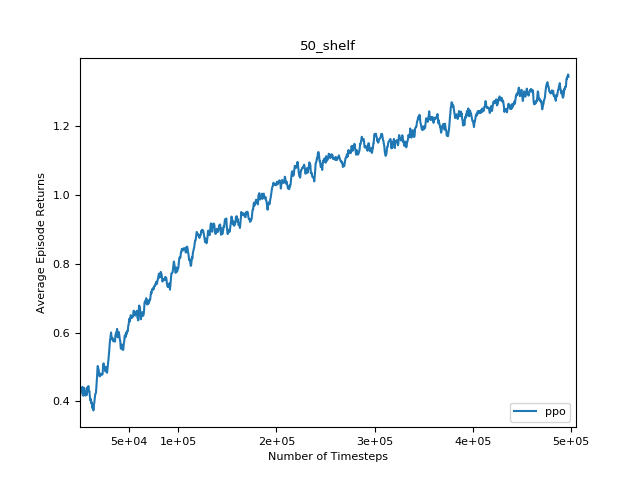 50_shelf
Average Episode Returns
1.2
1.0
0.8
0.6
0.4
5e+04 1e+05 2e+05 3e+05 4e+05 5e+05
Number of Timesteps
ppo